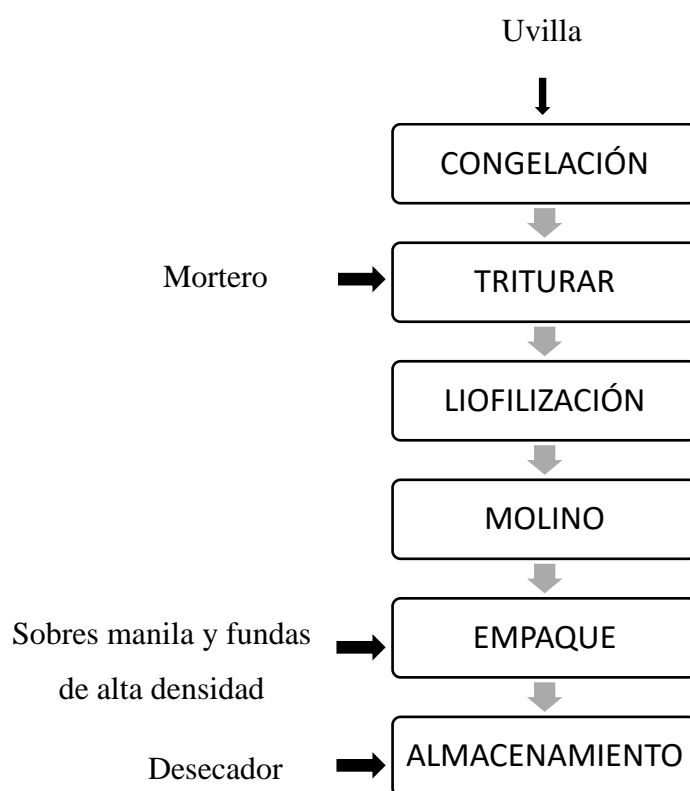 Uvilla
CONGELACIÓN
Mortero
TRITURAR
LIOFILIZACIÓN
MOLINO
Sobres manila y fundas
de alta densidad
EMPAQUE
Desecador
ALMACENAMIENTO